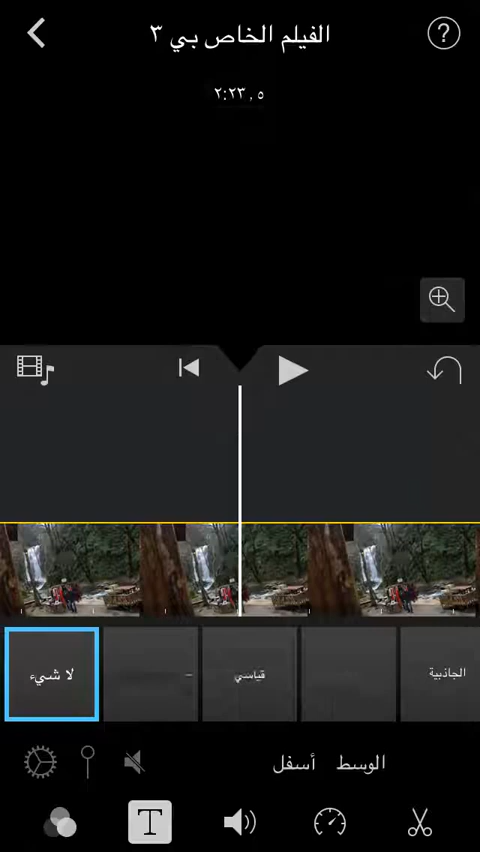 الفيلم الخاص بي ٣
٢:٢٣,٥
لا شيء
قياسي
الجاذبية
الوسط
أسفل
T